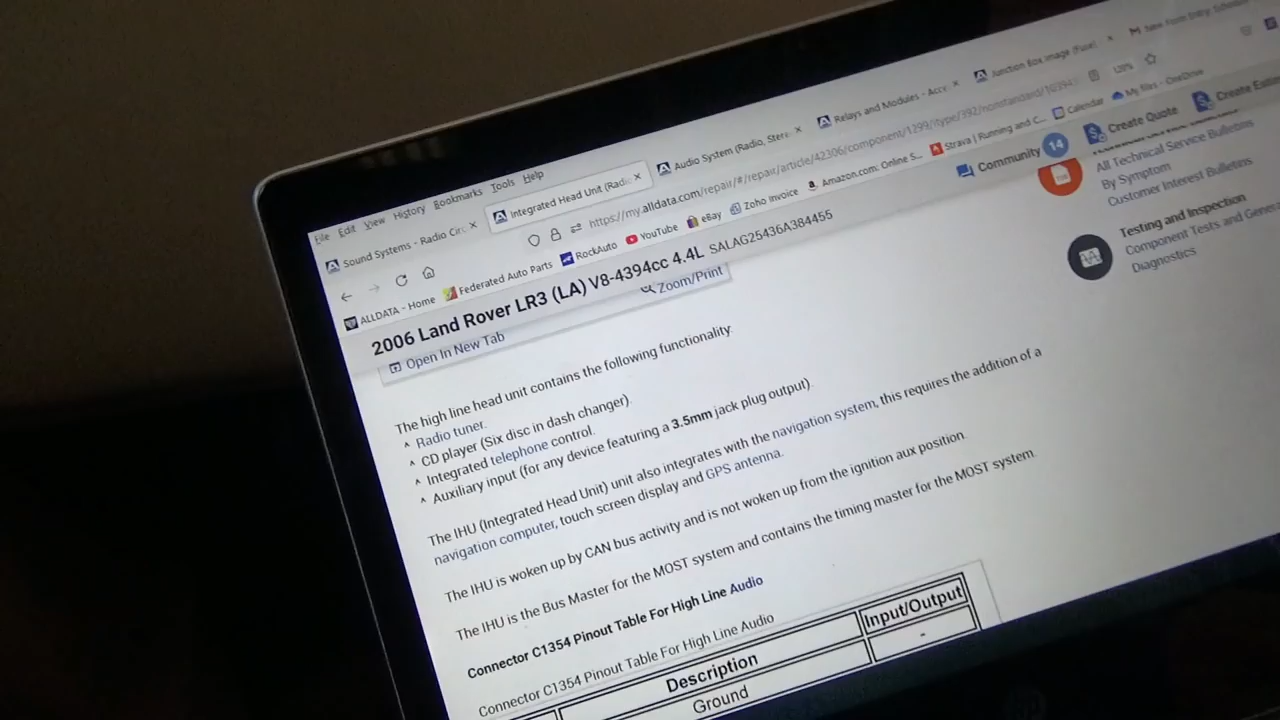 File Edit View History Bookmarks Tools Help
Sound Systems - Radio Circ
Integrated Head Unit (Radi
Audio System (Radio, Ster
Relays and Modules - Acce
Junction Box Image (Fuse)
New Form Entry:
https://my.alldata.com/repair/#/repair/article/42306/component/1299/itype/392/nonstandard/10394
120%
ALLDATA - Home Federated Auto Parts RockAuto YouTube eBay Zoho Invoice Amazon.com: Online S... Strava | Running and C... Calendar My files - OneDrive
2006 Land Rover LR3 (LA) V8-4394cc 4.4L SALAG25436A384455
Community 14 Create Quote Create
Open In New Tab Zoom/Print
All Technical Service Bulletins
By Symptom
Customer Interest Bulletins
Testing and Inspection
Component Tests and Genera
Diagnostics
The high line head unit contains the following functionality:
^ Radio tuner.
^ CD player (Six disc in dash changer).
^ Integrated telephone control.
^ Auxiliary input (for any device featuring a 3.5mm jack plug output).
The IHU (Integrated Head Unit) unit also integrates with the navigation system, this requires the addition of a
navigation computer, touch screen display and GPS antenna.
The IHU is woken up by CAN bus activity and is not woken up from the ignition aux position.
The IHU is the Bus Master for the MOST system and contains the timing master for the MOST system.
Connector C1354 Pinout Table For High Line Audio
Connector C1354 Pinout Table For High Line Audio
Description Input/Output
Ground -